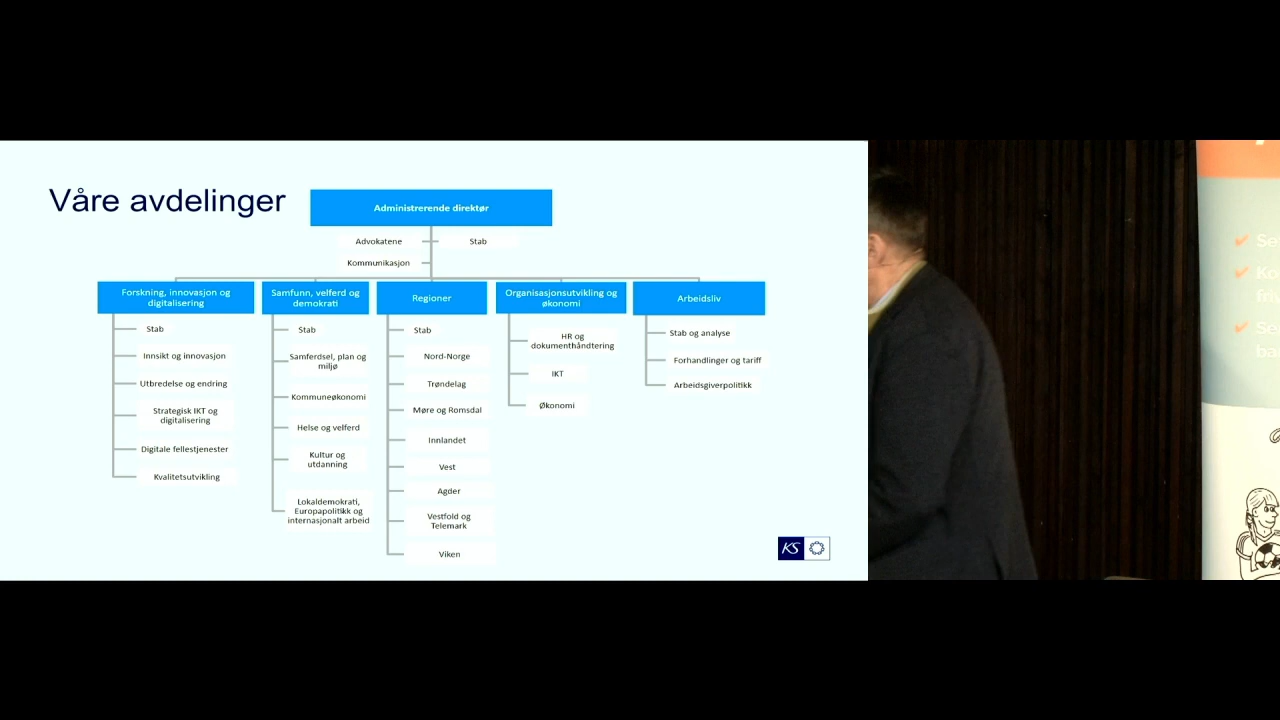 Våre avdelinger
Administrerende direktør
Advokatene
Stab
Kommunikasjon
Forskning, innovasjon og
digitalisering
Stab
Innsikt og innovasjon
Utbredelse og endring
Strategisk IKT og
digitalisering
Digitale fellestjenester
Kvalitetsutvikling
Samfunn, velferd og
demokrati
Stab
Samferdsel, plan og
miljø
Kommuneøkonomi
Helse og velferd
Kultur og
utdanning
Lokaldemokrati,
Europapolitikk og
internasjonalt arbeid
Regioner
Stab
Nord-Norge
Trøndelag
Møre og Romsdal
Innlandet
Vest
Agder
Vestfold og
Telemark
Viken
Organisasjonsutvikling og
økonomi
HR og
dokumenthåndtering
IKT
Økonomi
Arbeidsliv
Stab og analyse
Forhandlinger og tariff
Arbeidsgiverpolitikk
KS